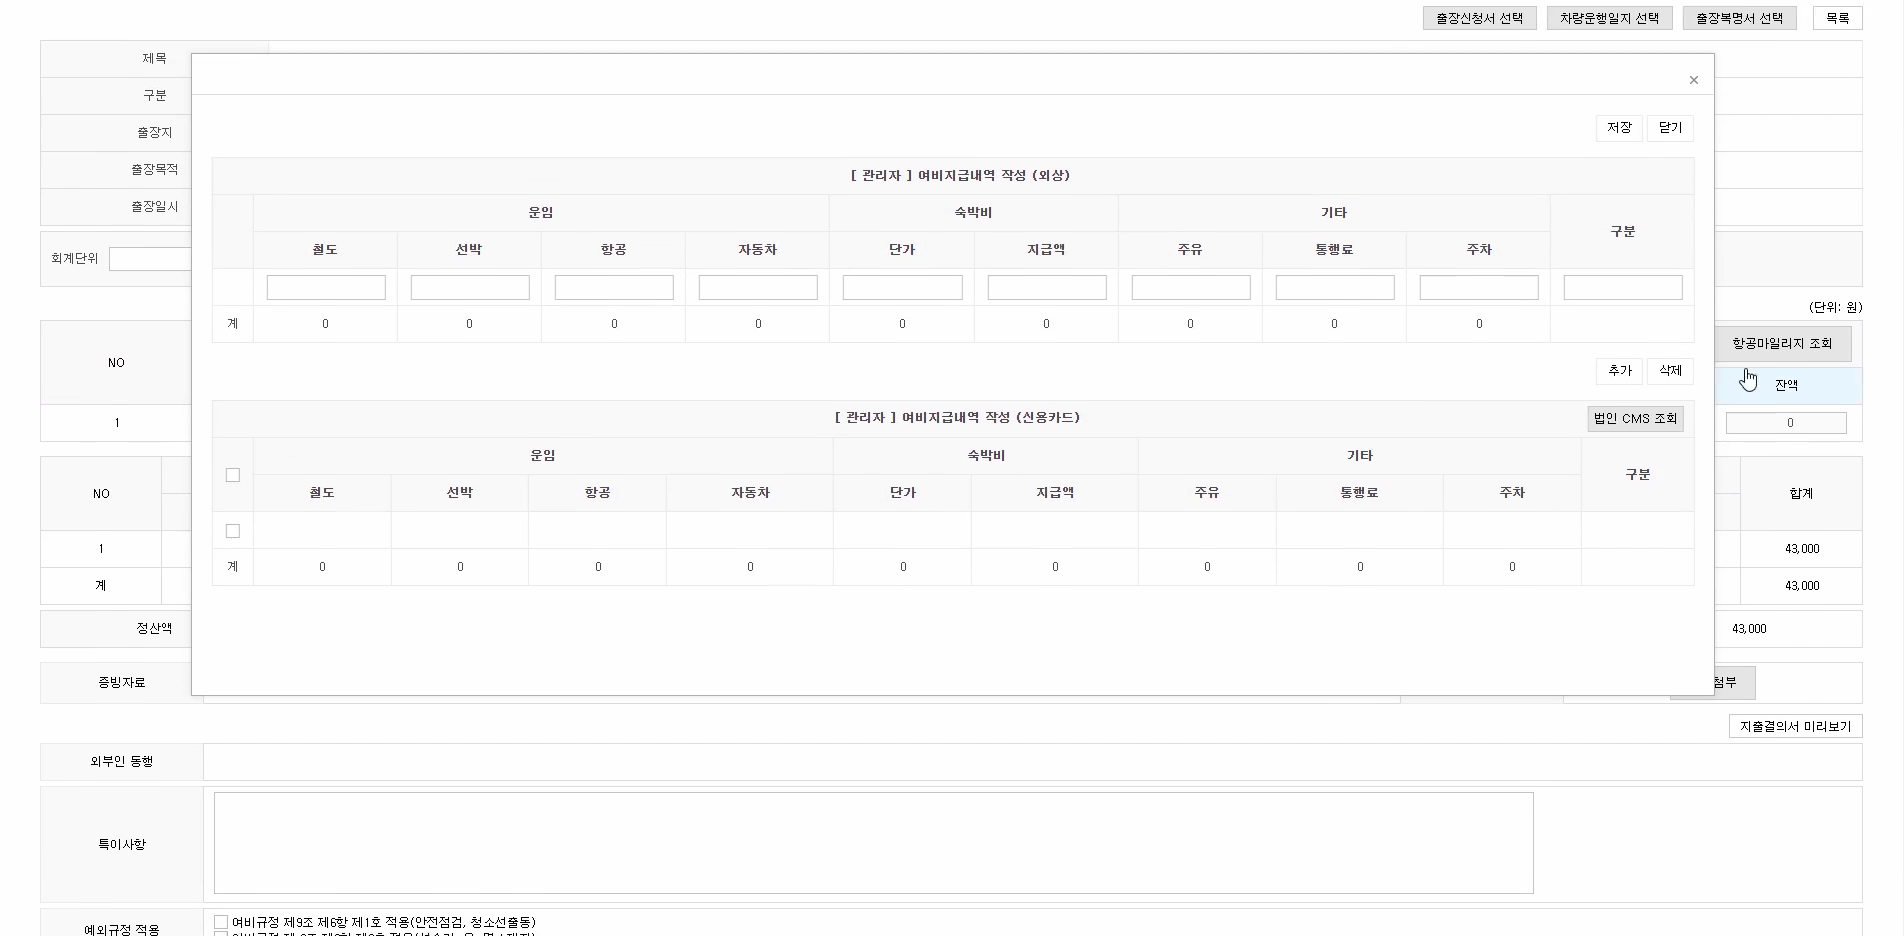 출장신청서 선택 차량운행일지 선택 출장복명서 선택 목록
제목
구분
출장지
출장목적
출장일시
회계단위
(단위: 원)
NO
항공마일리지 조회
잔액
1
0
×
저장 닫기
[ 관리자 ] 여비지급내역 작성 (외상)
운임 숙박비 기타 구분
철도 선박 항공 자동차 단가 지급액 주유 통행료 주차
계 0 0 0 0 0 0 0 0 0
추가 삭제
[ 관리자 ] 여비지급내역 작성 (신용카드) 법인 CMS 조회
운임 숙박비 기타 구분
철도 선박 항공 자동차 단가 지급액 주유 통행료 주차
계 0 0 0 0 0 0 0 0 0
NO 합계
1 43,000
계 43,000
정산액 43,000
증빙자료 첨부
지출결의서 미리보기
외부인 동행
특이사항
예외규정 적용
여비규정 제9조 제6항 제1호 적용(안전점검, 청소선출동)